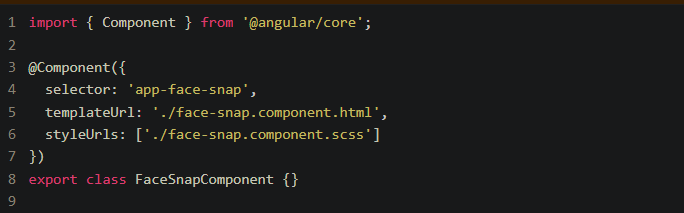 1 import { Component } from '@angular/core';
2
3 @Component({
4   selector: 'app-face-snap',
5   templateUrl: './face-snap.component.html',
6   styleUrls: ['./face-snap.component.scss']
7 })
8 export class FaceSnapComponent {}
9